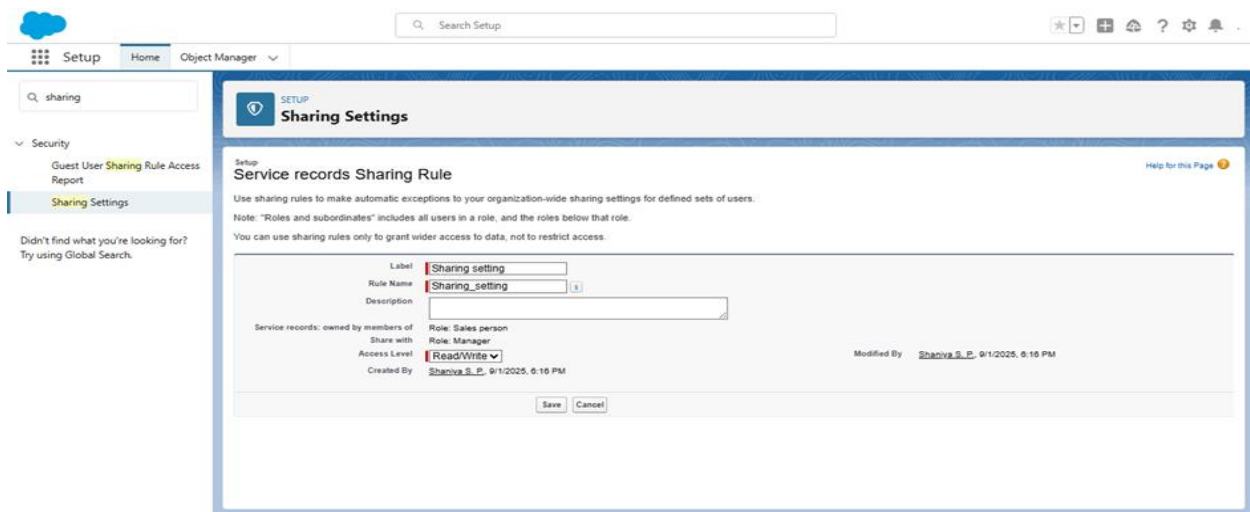 Search Setup
Setup
Home
Object Manager
sharing
Security
Guest User Sharing Rule Access
Report
Sharing Settings
Didn't find what you're looking for?
Try using Global Search.
SETUP
Sharing Settings
Setup
Service records Sharing Rule
Help for this Page
Use sharing rules to make automatic exceptions to your organization-wide sharing settings for defined sets of users.
Note: "Roles and subordinates" includes all users in a role, and the roles below that role.
You can use sharing rules only to grant wider access to data, not to restrict access.
Label Sharing setting
Rule Name Sharing_setting i
Description
Service records: owned by members of Role: Sales person
Share with Role: Manager
Access Level Read/Write Modified By Shaniya S. P., 9/1/2025, 6:16 PM
Created By Shaniya S. P., 9/1/2025, 6:16 PM
Save Cancel